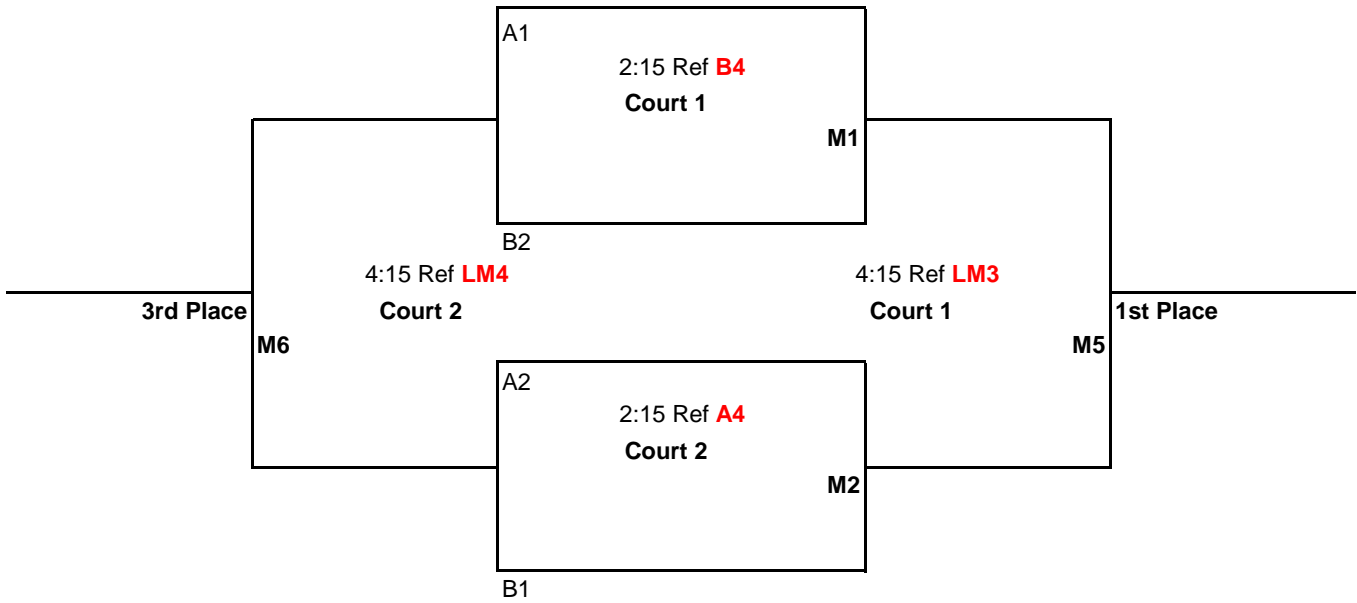 A1
2:15 Ref B4
Court 1
M1
B2
4:15 Ref LM4
Court 2
4:15 Ref LM3
Court 1
3rd Place
1st Place
M6
M5
A2
2:15 Ref A4
Court 2
M2
B1